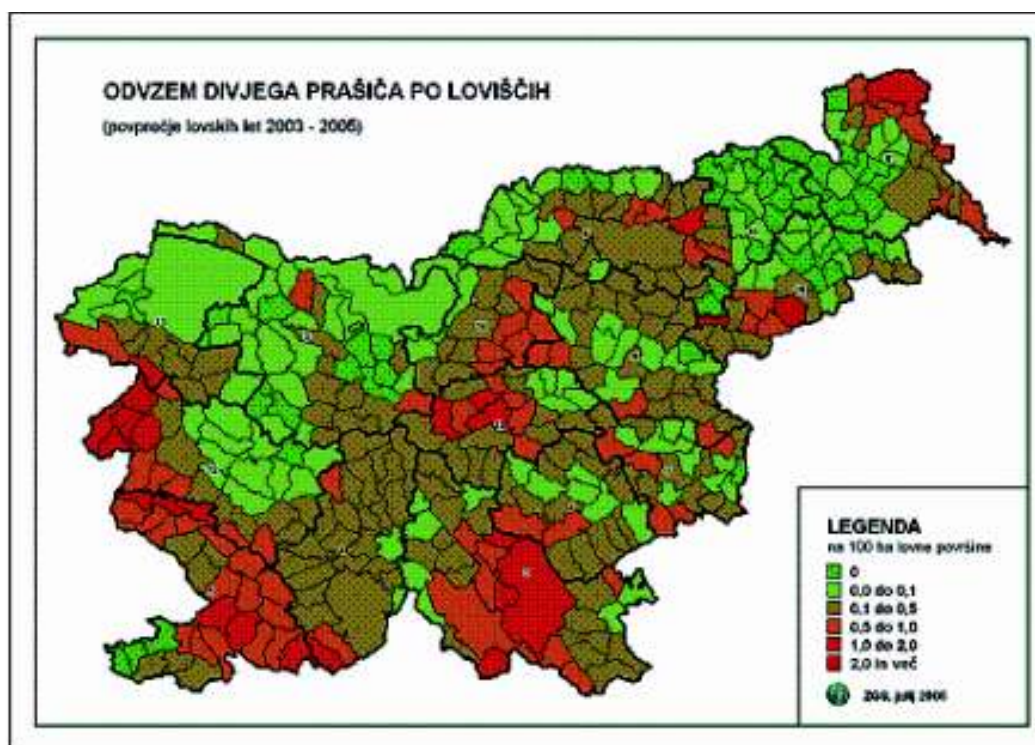 ODVZEM DIVJEGA PRAŠIČA PO LOVIŠČIH
(povprečje lovskih let 2003 - 2005)
LEGENDA
na 100 ha lovne površine
0
0,0 do 0,1
0,1 do 0,5
0,5 do 1,0
1,0 do 2,0
2,0 in več
ZGS, julij